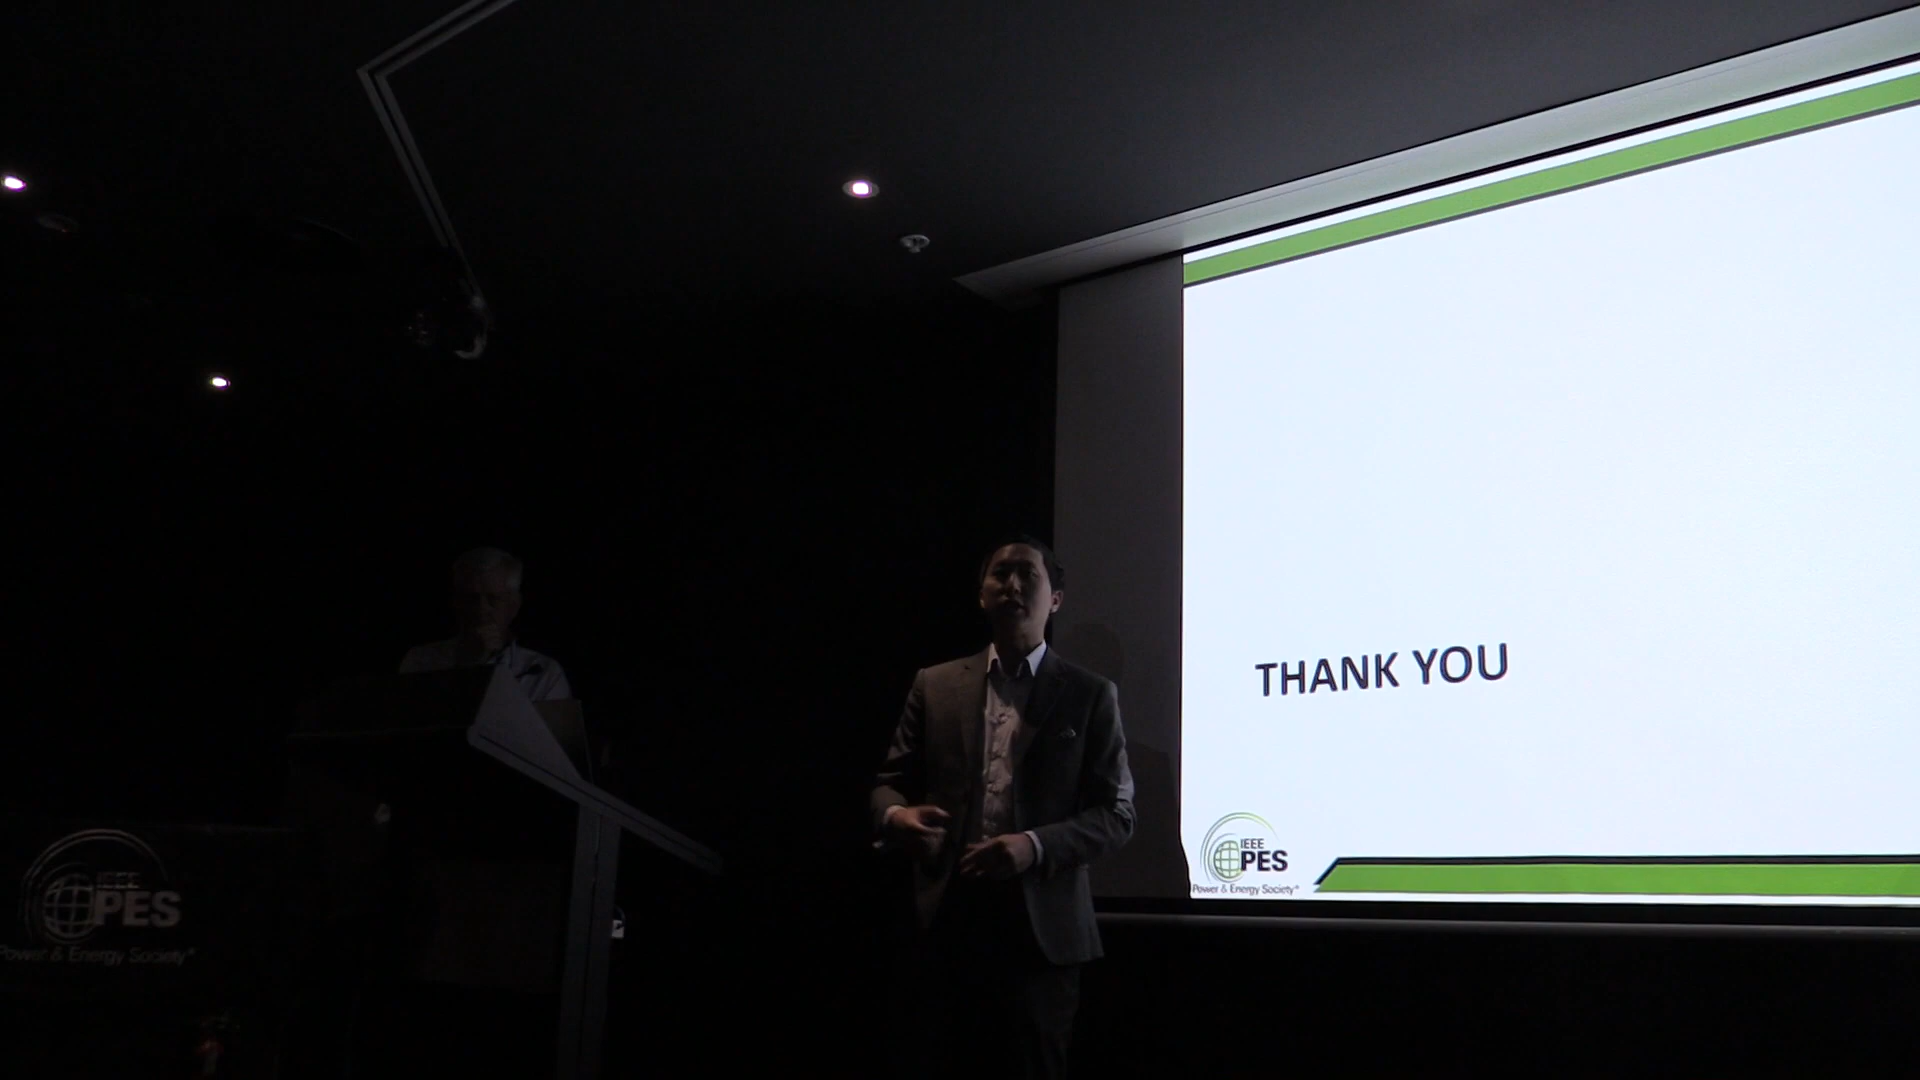 THANK YOU
IEEE
PES
Power & Energy Society®
IEEE
PES
Power & Energy Society®